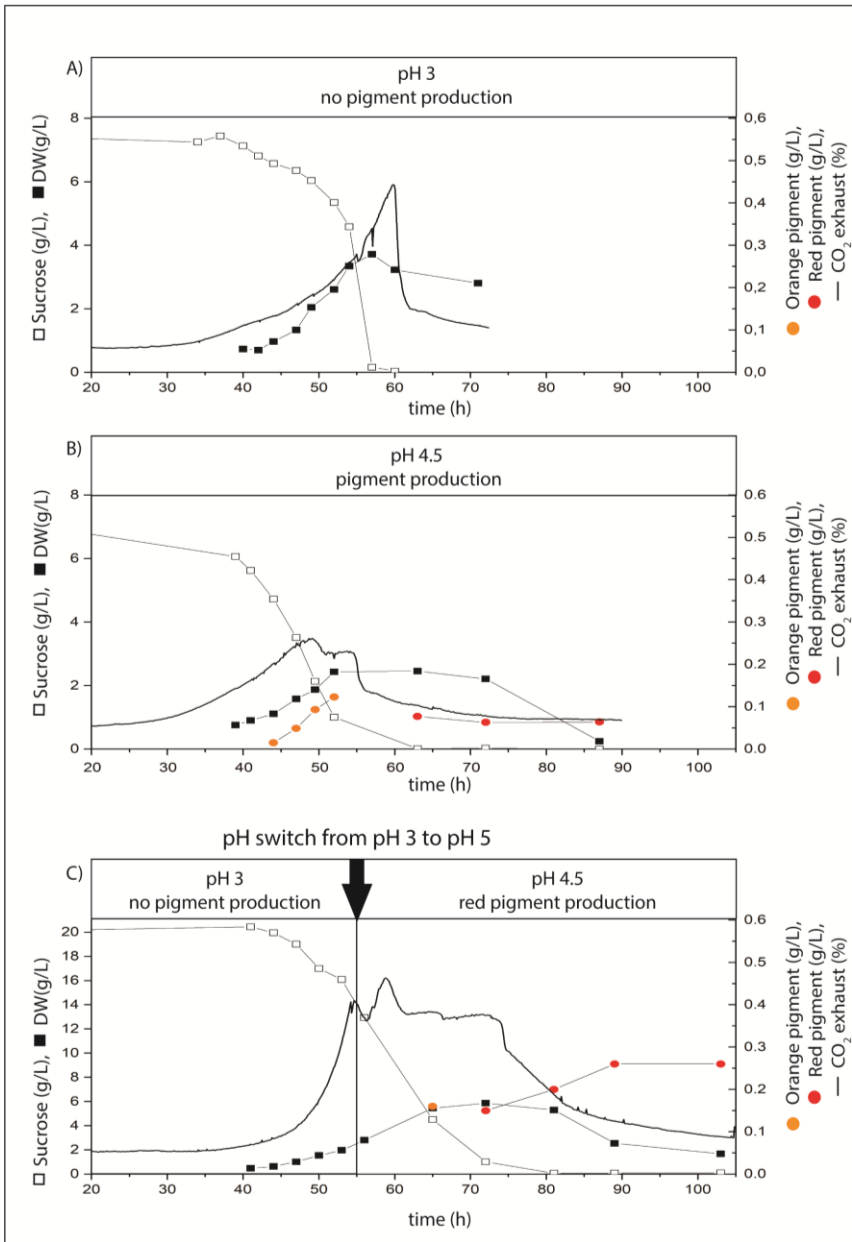 A)
pH 3
no pigment production
8
6
4
2
0
0,6
0,5
0,4
0,3
0,2
0,1
0,0
20 30 40 50 60 70 80 90 100
time (h)
□ Sucrose (g/L), ■ DW(g/L)
Orange pigment (g/L),
Red pigment (g/L),
— CO₂ exhaust (%)
B)
pH 4.5
pigment production
8
6
4
2
0
0.6
0.5
0.4
0.3
0.2
0.1
0.0
20 30 40 50 60 70 80 90 100
time (h)
□ Sucrose (g/L), ■ DW(g/L)
Orange pigment (g/L),
Red pigment (g/L),
— CO₂ exhaust (%)
pH switch from pH 3 to pH 5
C)
pH 3
no pigment production
pH 4.5
red pigment production
20
18
16
14
12
10
8
6
4
2
0
0.6
0.5
0.4
0.3
0.2
0.1
0.0
20 30 40 50 60 70 80 90 100
time (h)
□ Sucrose (g/L), ■ DW(g/L)
Orange pigment (g/L),
Red pigment (g/L),
— CO₂ exhaust (%)